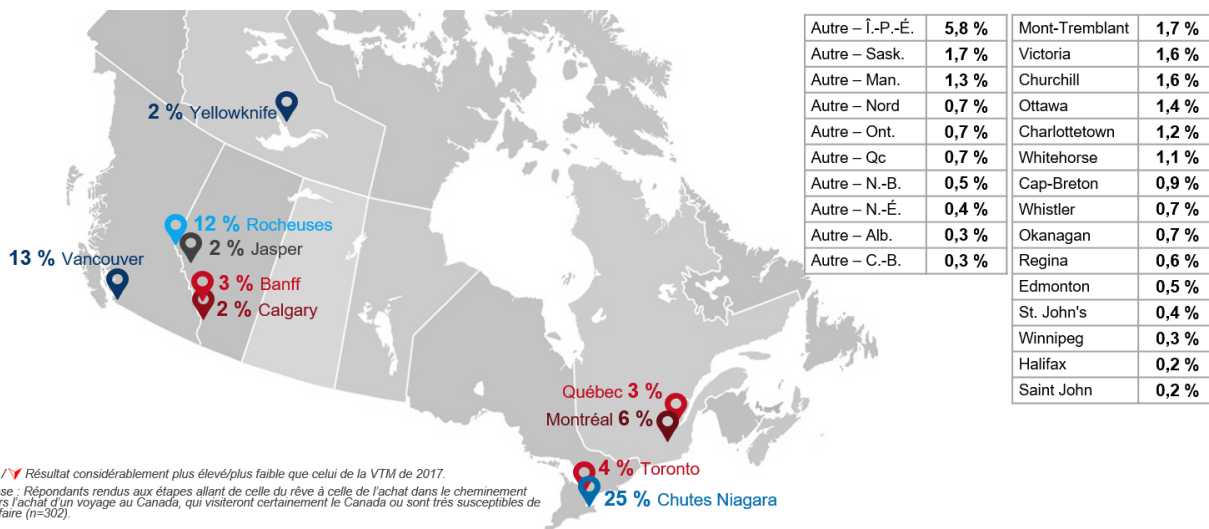 2 % Yellowknife
12 % Rocheuses
2 % Jasper
13 % Vancouver
3 % Banff
2 % Calgary
Québec 3 %
Montréal 6 %
4 % Toronto
25 % Chutes Niagara
Autre – Î.-P.-É. 5,8 %
Autre – Sask. 1,7 %
Autre – Man. 1,3 %
Autre – Nord 0,7 %
Autre – Ont. 0,7 %
Autre – Qc 0,7 %
Autre – N.-B. 0,5 %
Autre – N.-É. 0,4 %
Autre – Alb. 0,3 %
Autre – C.-B. 0,3 %
Mont-Tremblant 1,7 %
Victoria 1,6 %
Churchill 1,6 %
Ottawa 1,4 %
Charlottetown 1,2 %
Whitehorse 1,1 %
Cap-Breton 0,9 %
Whistler 0,7 %
Okanagan 0,7 %
Regina 0,6 %
Edmonton 0,5 %
St. John's 0,4 %
Winnipeg 0,3 %
Halifax 0,2 %
Saint John 0,2 %
/ Résultat considérablement plus élevé/plus faible que celui de la VTM de 2017.
se : Répondants rendus aux étapes allant de celle du rêve à celle de l'achat dans le cheminement
rs l'achat d'un voyage au Canada, qui visiteront certainement le Canada ou sont très susceptibles de
faire (n=302).